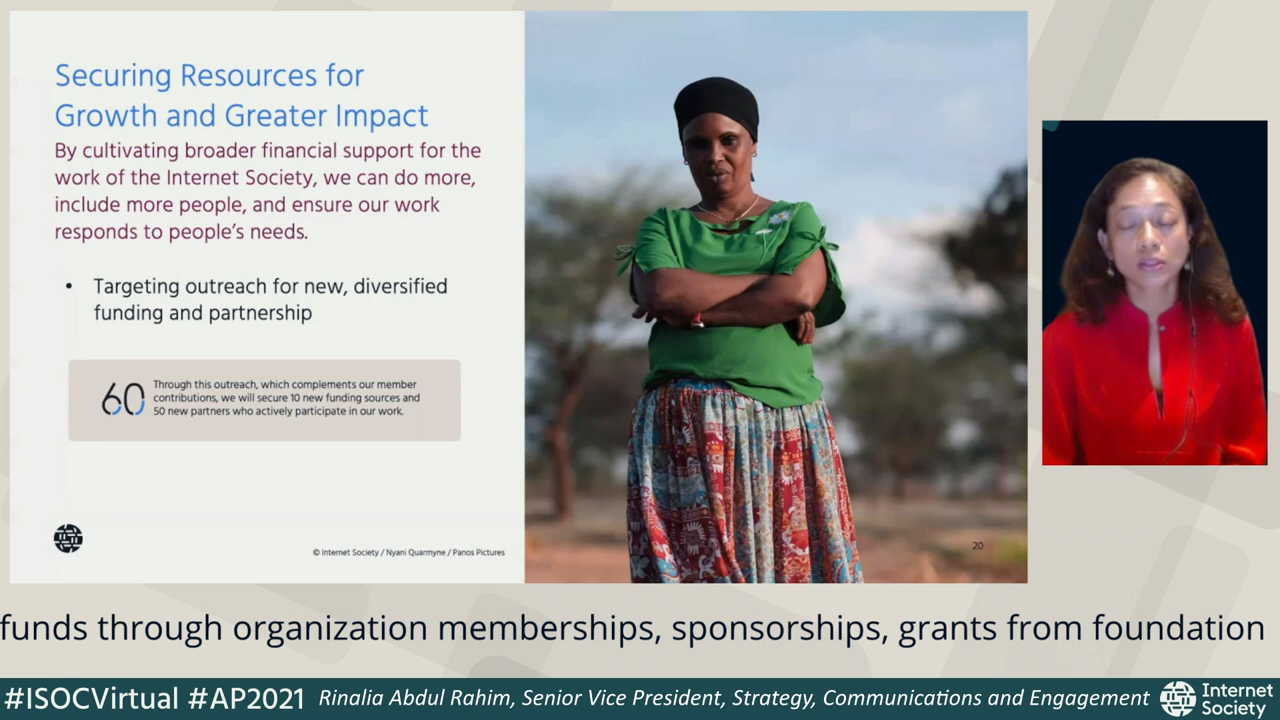 Securing Resources for
Growth and Greater Impact
By cultivating broader financial support for the
work of the Internet Society, we can do more,
include more people, and ensure our work
responds to people's needs.
• Targeting outreach for new, diversified
funding and partnership
60
Through this outreach, which complements our member
contributions, we will secure 10 new funding sources and
50 new partners who actively participate in our work.
© Internet Society / Nyani Quarmyne / Panos Pictures
20
funds through organization memberships, sponsorships, grants from foundation
#ISOCVirtual #AP2021 Rinalia Abdul Rahim, Senior Vice President, Strategy, Communications and Engagement
Internet
Society